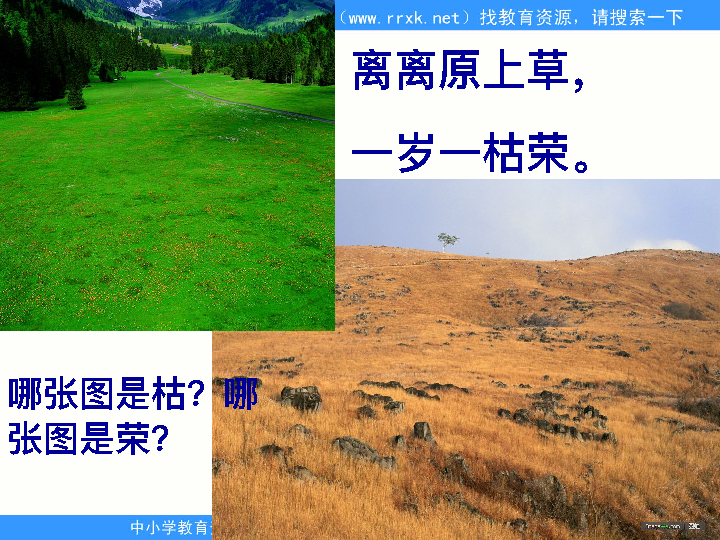 (www.rrxk.net)找教育资源，请搜索一下
离离原上草，
一岁一枯荣。
哪张图是枯？哪
张图是荣？
中小学教育